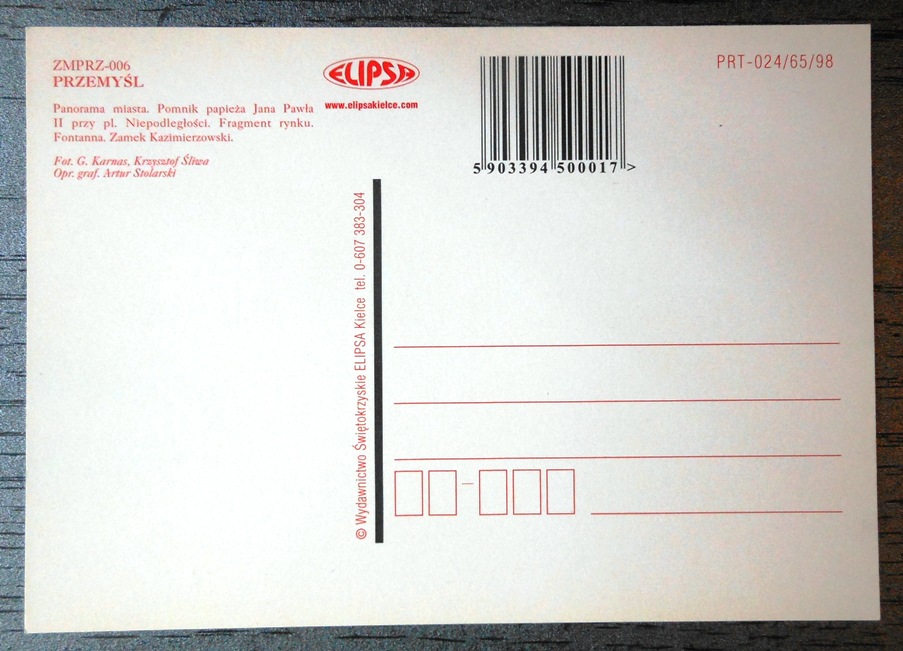 ZMPRZ-006
PRZEMYŚL
Panorama miasta. Pomnik papieża Jana Pawła
II przy pl. Niepodległości. Fragment rynku.
Fontanna. Zamek Kazimierzowski.
Fot. G. Karnas, Krzysztof Śliwa
Opr. graf. Artur Stolarski
ELIPSA
www.elipsakielce.com
5 903394 500017 >
PRT-024/65/98
© Wydawnictwo Świętokrzyskie ELIPSA Kielce tel. 0-607 383-304